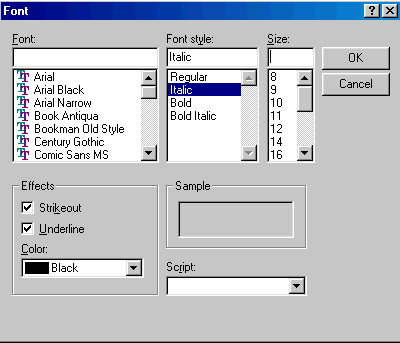 Font
Font: Font style: Size:
Italic
OK
Cancel
Arial
Arial Black
Arial Narrow
Book Antiqua
Bookman Old Style
Century Gothic
Comic Sans MS
Regular
Italic
Bold
Bold Italic
8
9
10
11
12
14
16
Effects
Strikeout
Underline
Color:
Black
Sample
Script: